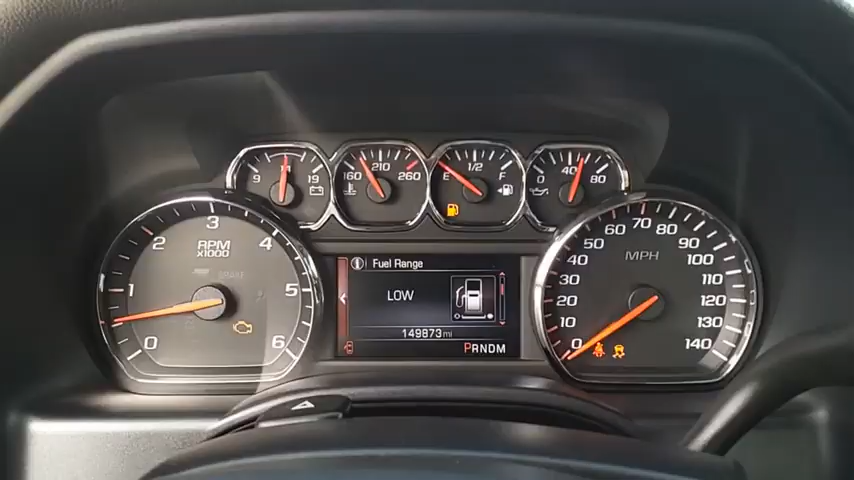 9 14 19
160 210 260
E 1/2 F
0 40 80
0 1 2 3 4 5 6
RPM
x1000
BRAKE
Fuel Range
LOW
149873mi
PRNDM
0 10 20 30 40 50 60 70 80 90 100 110 120 130 140
MPH